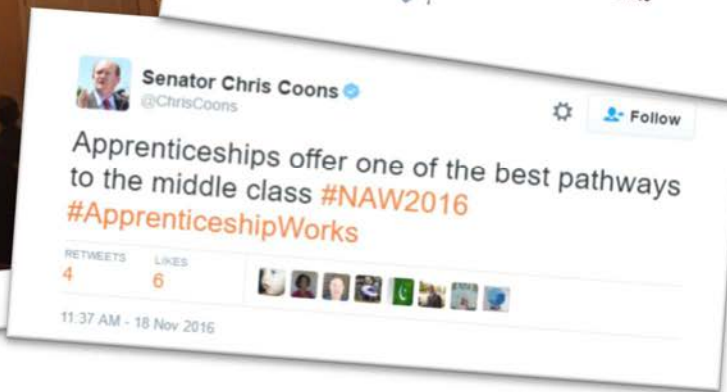 Senator Chris Coons
@ChrisCoons
Follow
Apprenticeships offer one of the best pathways
to the middle class #NAW2016
#ApprenticeshipWorks
RETWEETS LIKES
4 6
11:37 AM - 18 Nov 2016